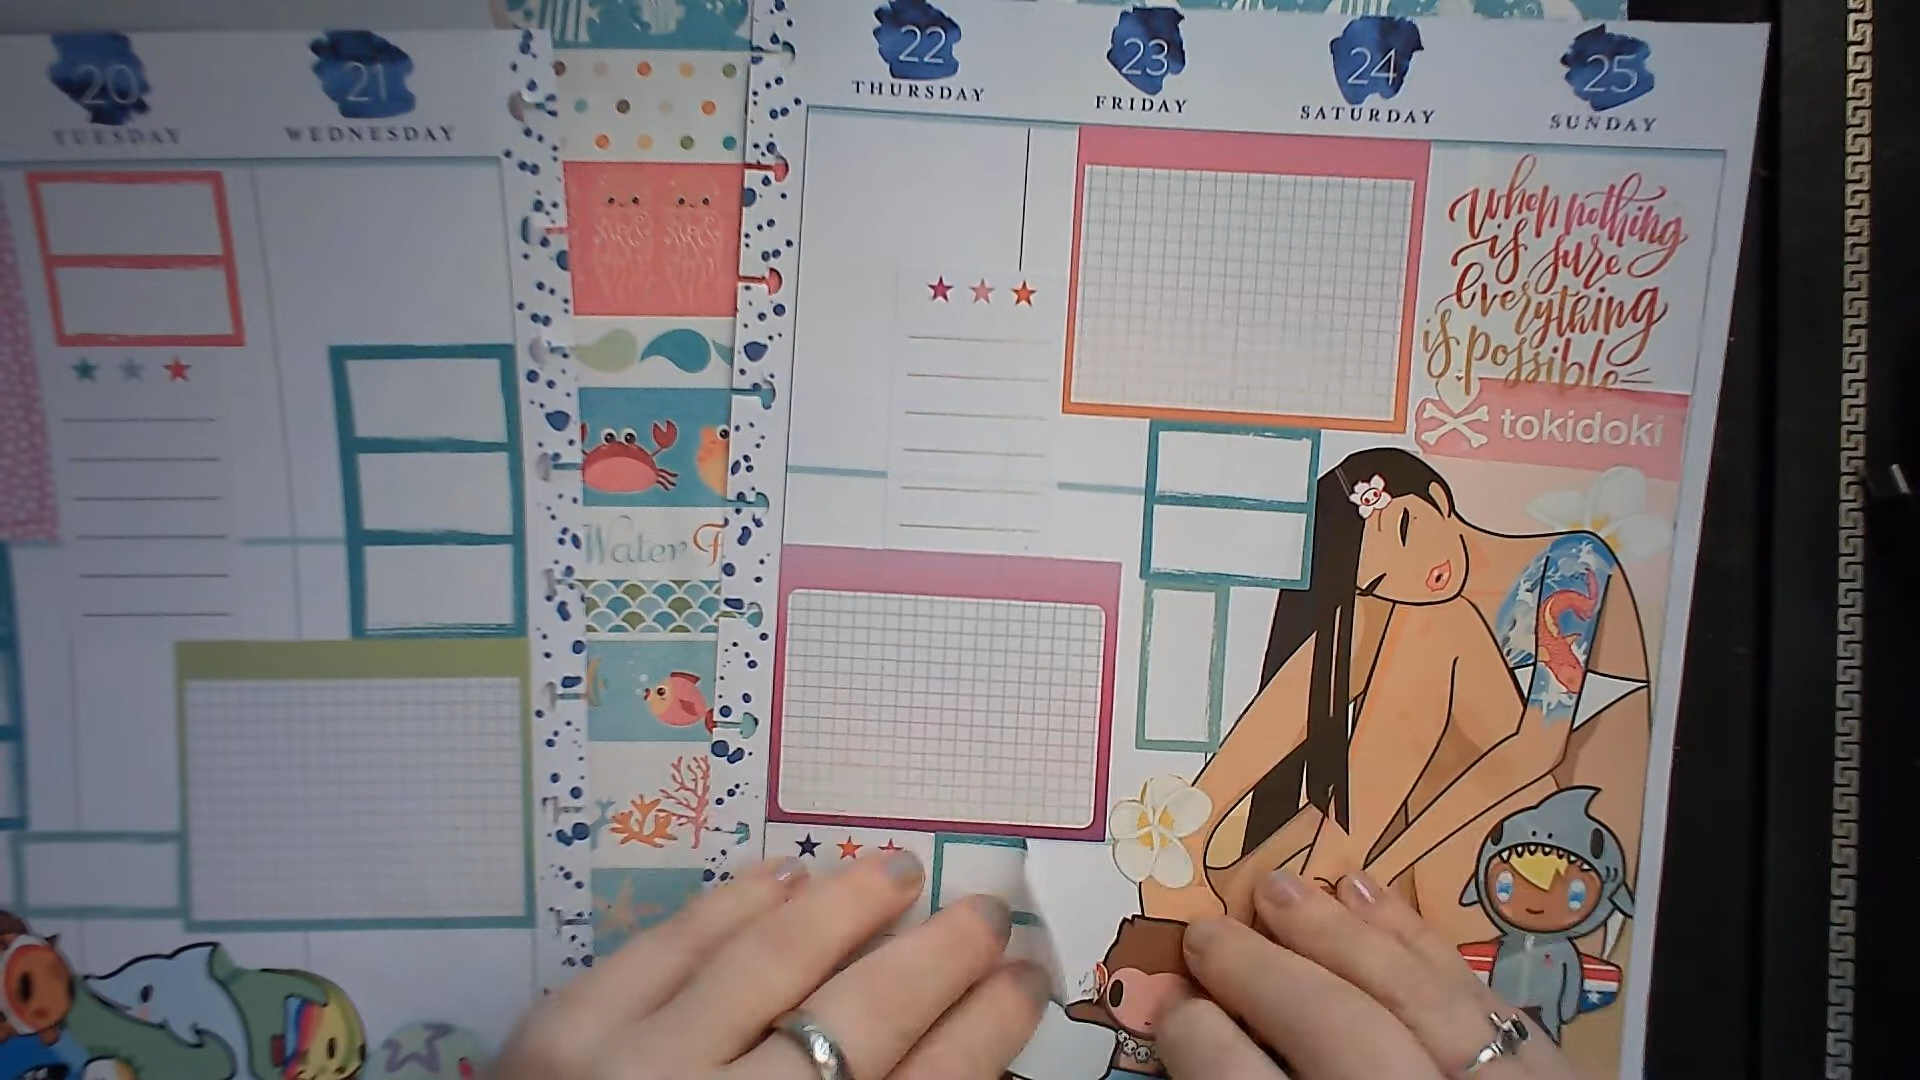 20
TUESDAY
21
WEDNESDAY
22
THURSDAY
23
FRIDAY
24
SATURDAY
25
SUNDAY
When nothing
is sure
everything
is possible
tokidoki
Water F